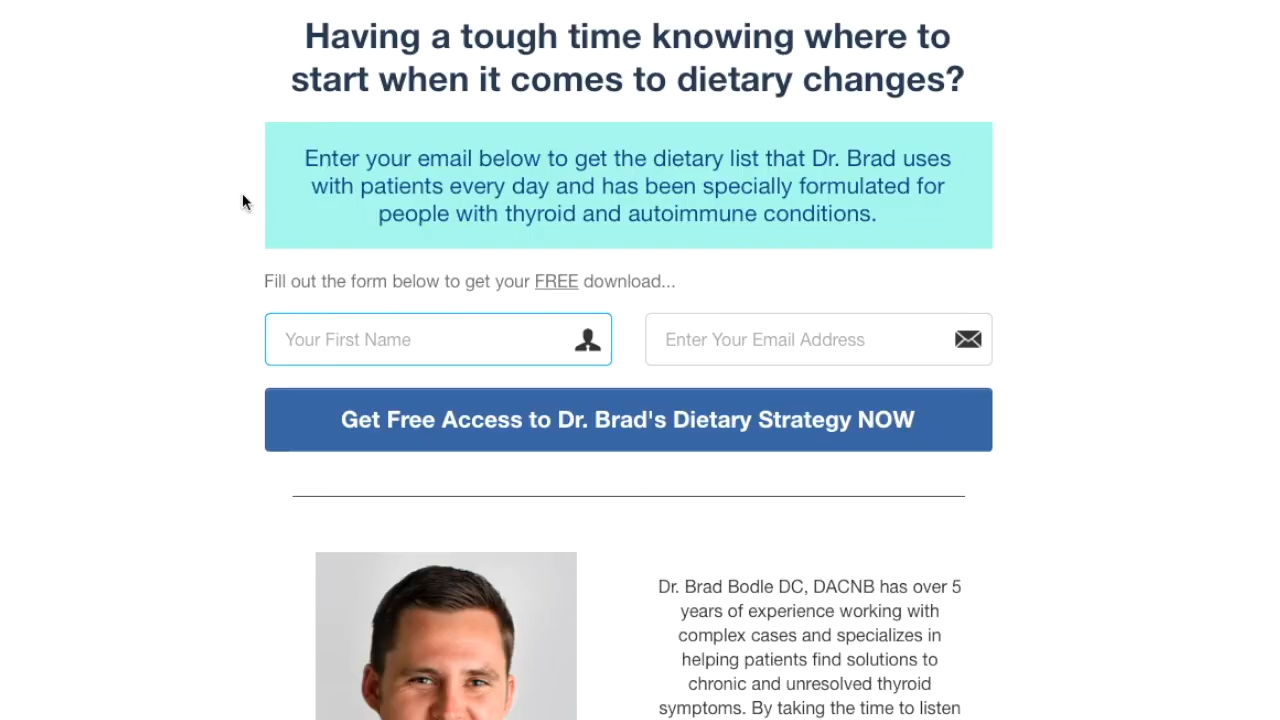 Having a tough time knowing where to
start when it comes to dietary changes?
Enter your email below to get the dietary list that Dr. Brad uses
with patients every day and has been specially formulated for
people with thyroid and autoimmune conditions.
Fill out the form below to get your FREE download...
Your First Name
Enter Your Email Address
Get Free Access to Dr. Brad's Dietary Strategy NOW
Dr. Brad Bodle DC, DACNB has over 5
years of experience working with
complex cases and specializes in
helping patients find solutions to
chronic and unresolved thyroid
symptoms. By taking the time to listen